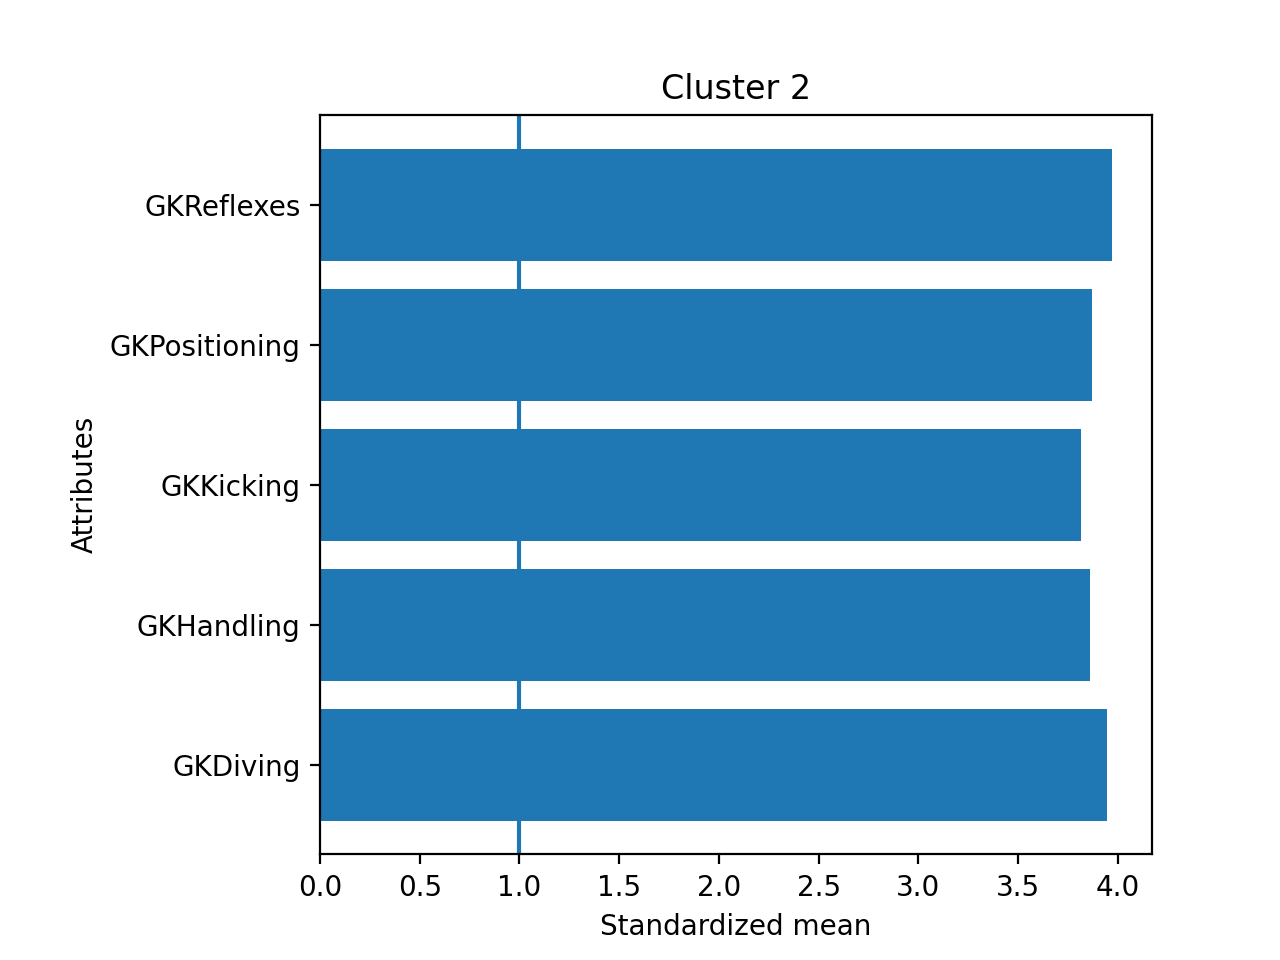 Cluster 2
GKReflexes
GKPositioning
GKKicking
GKHandling
GKDiving
Attributes
0.0 0.5 1.0 1.5 2.0 2.5 3.0 3.5 4.0
Standardized mean